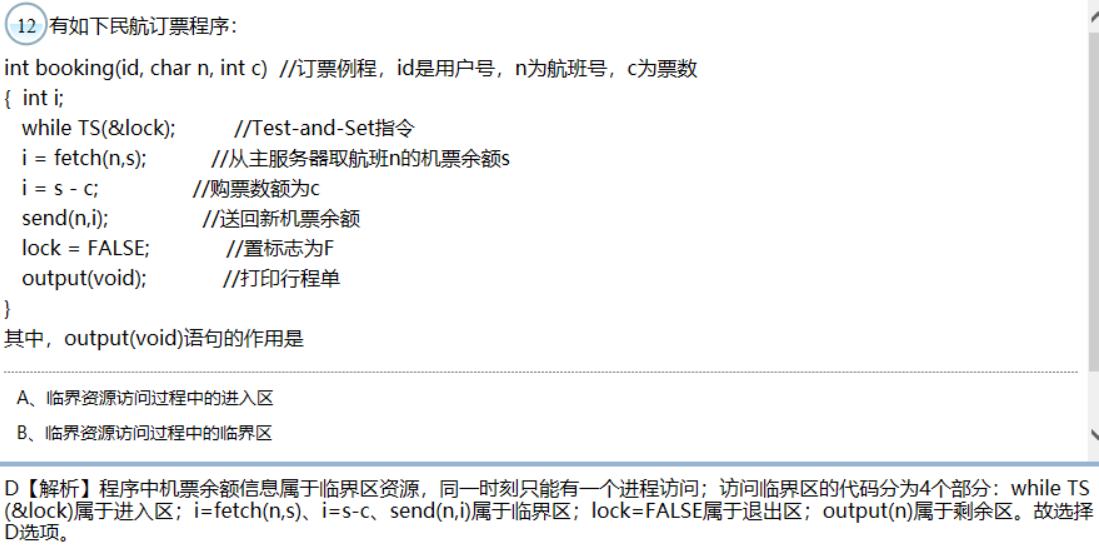 12 有如下民航订票程序:
int booking(id, char n, int c) //订票例程，id是用户号，n为航班号，c为票数
{ int i;
while TS(&lock); //Test-and-Set指令
i = fetch(n,s); //从主服务器取航班n的机票余额s
i = s - c; //购票数额为c
send(n,i); //送回新机票余额
lock = FALSE; //置标志为F
output(void); //打印行程单
}
其中，output(void)语句的作用是
A、临界资源访问过程中的进入区
B、临界资源访问过程中的临界区
D【解析】程序中机票余额信息属于临界区资源，同一时刻只能有一个进程访问；访问临界区的代码分为4个部分：while TS
(&lock)属于进入区；i=fetch(n,s)、i=s-c、send(n,i)属于临界区；lock=FALSE属于退出区；output(n)属于剩余区。故选择
D选项。